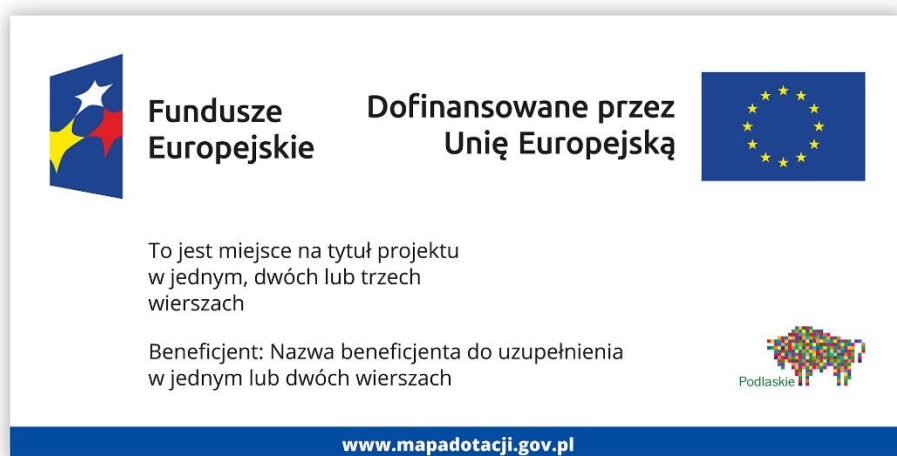 Fundusze
Europejskie
Dofinansowane przez
Unię Europejską
To jest miejsce na tytuł projektu
w jednym, dwóch lub trzech
wierszach
Beneficjent: Nazwa beneficjenta do uzupełnienia
w jednym lub dwóch wierszach
Podlaskie
www.mapadotacji.gov.pl